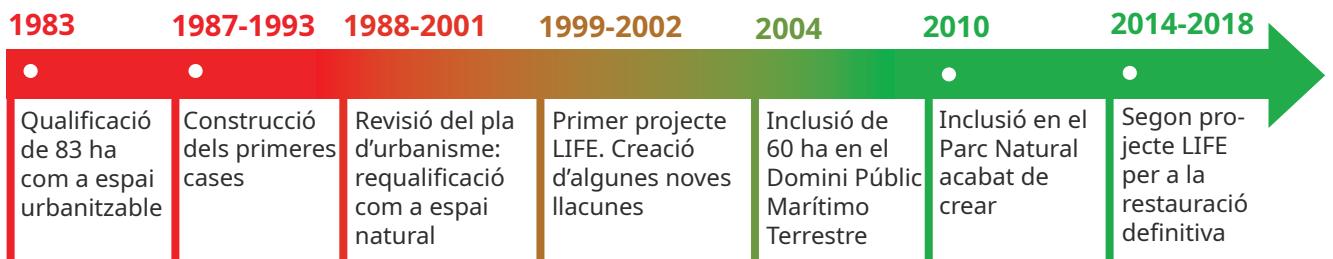 1983
Qualificació
de 83 ha
com a espai
urbanitzable
1987-1993
Construcció
dels primeres
cases
1988-2001
Revisió del pla
d'urbanisme:
requalificació
com a espai
natural
1999-2002
Primer projecte
LIFE. Creació
d'algunes noves
llacunes
2004
Inclusió de
60 ha en el
Domini Públic
Marítimo
Terrestre
2010
Inclusió en el
Parc Natural
acabat de
crear
2014-2018
Segon pro-
jecte LIFE
per a la
restauració
definitiva